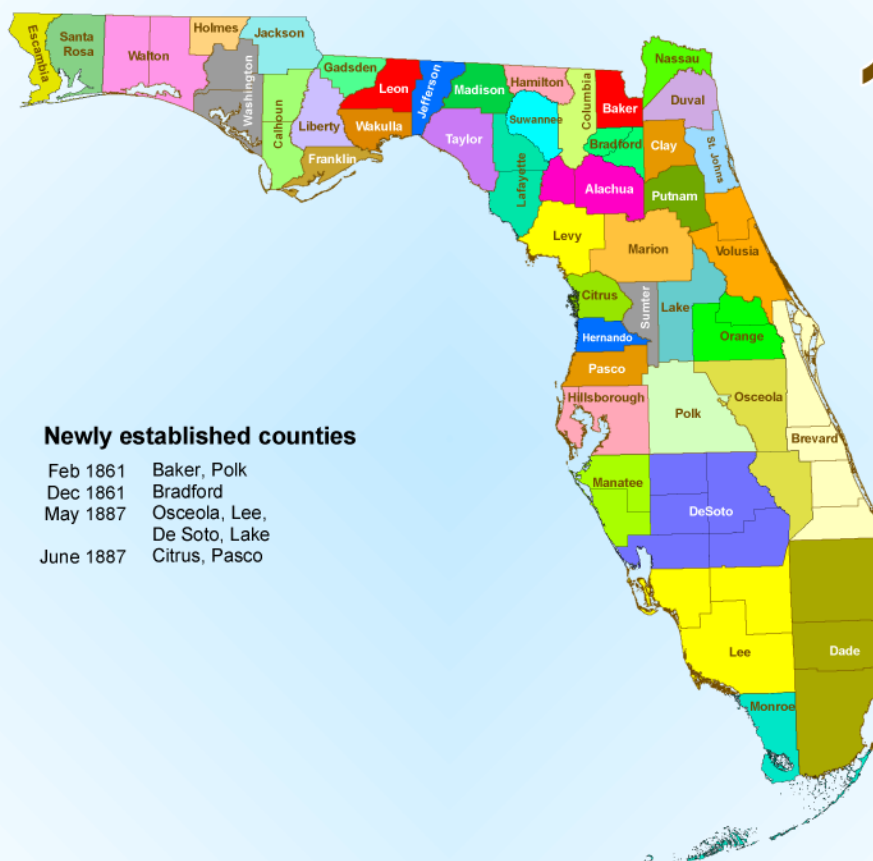 Escambia
Santa
Rosa
Walton
Holmes
Jackson
Washington
Calhoun
Gadsden
Liberty
Franklin
Leon
Wakulla
Jefferson
Madison
Taylor
Hamilton
Suwannee
Lafayette
Columbia
Baker
Bradford
Nassau
Duval
Clay
St. Johns
Alachua
Putnam
Levy
Marion
Volusia
Citrus
Sumter
Lake
Hernando
Orange
Pasco
Hillsborough
Polk
Osceola
Brevard
Manatee
DeSoto
Lee
Dade
Monroe
Newly established counties
Feb 1861 Baker, Polk
Dec 1861 Bradford
May 1887 Osceola, Lee,
De Soto, Lake
June 1887 Citrus, Pasco